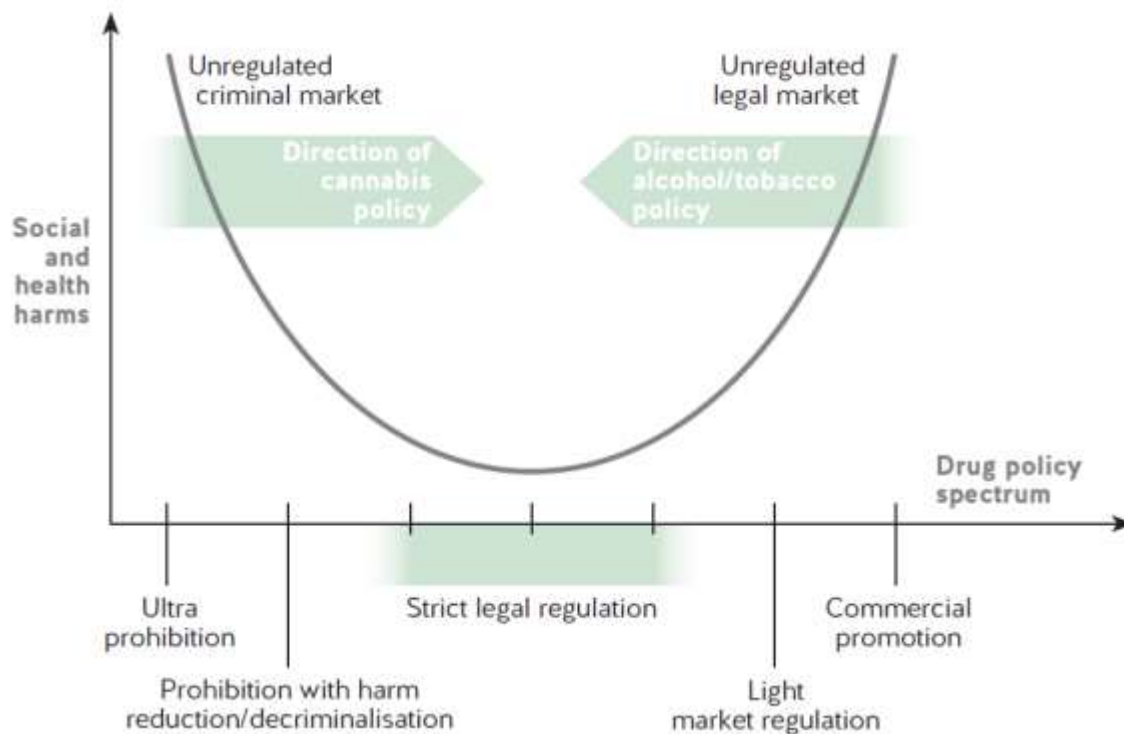 Unregulated
criminal market
Unregulated
legal market
Direction of
cannabis
policy
Direction of
alcohol/tobacco
policy
Social
and
health
harms
Drug policy
spectrum
Ultra
prohibition
Strict legal regulation
Commercial
promotion
Prohibition with harm
reduction/decriminalisation
Light
market regulation